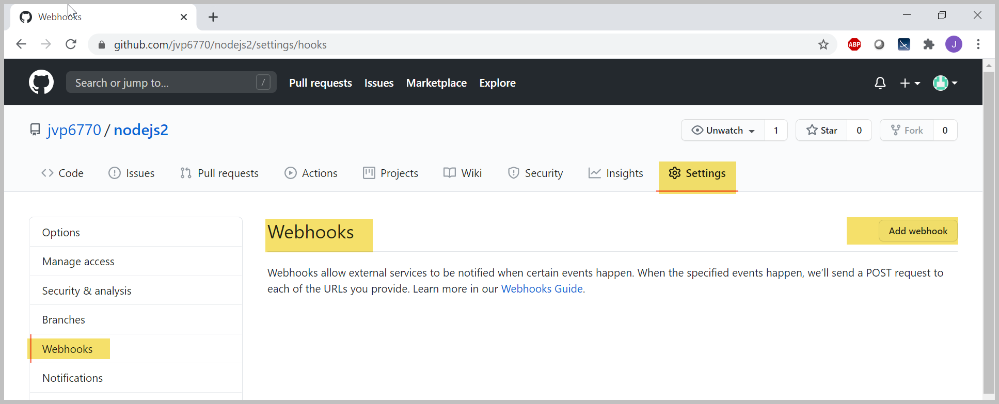 Webhooks
github.com/jvp6770/nodejs2/settings/hooks
ABP
J
Search or jump to...
/
Pull requests
Issues
Marketplace
Explore
jvp6770 / nodejs2
Unwatch
1
Star
0
Fork
0
Code
Issues
Pull requests
Actions
Projects
Wiki
Security
Insights
Settings
Options
Manage access
Security & analysis
Branches
Webhooks
Notifications
Webhooks
Add webhook
Webhooks allow external services to be notified when certain events happen. When the specified events happen, we’ll send a POST request to
each of the URLs you provide. Learn more in our Webhooks Guide.